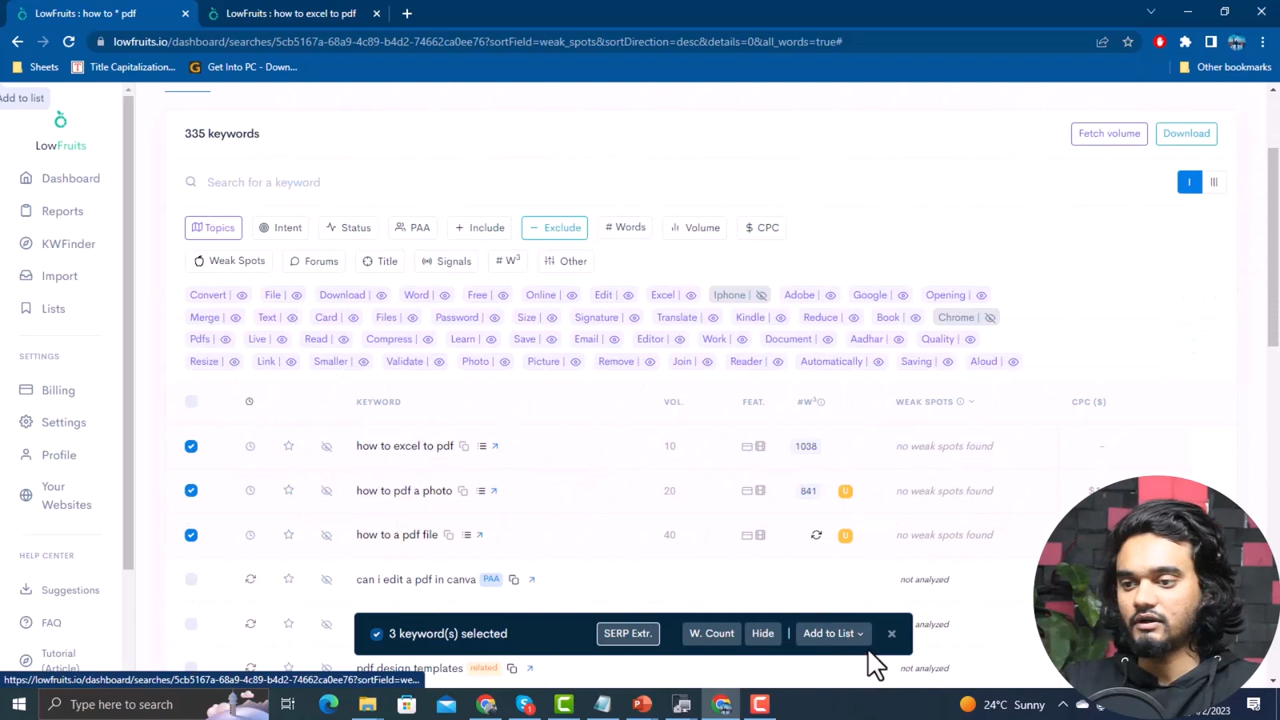 LowFruits : how to * pdf
LowFruits : how to excel to pdf
lowfruits.io/dashboard/searches/5cb5167a-68a9-4c89-b4d6-74662ca0ee76?sortField=weak_spots&sortDirection=desc&details=0&all_words=true#
Sheets
Title Capitalization...
Get Into PC - Down...
Other bookmarks
Add to list
LowFruits
Dashboard
Reports
KWFinder
Import
Lists
SETTINGS
Billing
Settings
Profile
Your Websites
HELP CENTER
Suggestions
FAQ
Tutorial (Article)
335 keywords
Fetch volume
Download
Search for a keyword
Topics Intent Status PAA + Include − Exclude # Words Volume $ CPC
Weak Spots Forums Title Signals # W³ Other
Convert | File | Download | Word | Free | Online | Edit | Excel | Iphone | Adobe | Google | Opening |
Merge | Text | Card | Files | Password | Size | Signature | Translate | Kindle | Reduce | Book | Chrome |
Pdfs | Live | Read | Compress | Learn | Save | Email | Editor | Work | Document | Aadhar | Quality |
Resize | Link | Smaller | Validate | Photo | Picture | Remove | Join | Reader | Automatically | Saving | Aloud |
KEYWORD VOL. FEAT. #W³ WEAK SPOTS CPC ($)
how to excel to pdf 10 1038 no weak spots found -
how to pdf a photo 20 841 U no weak spots found
how to a pdf file 40 U no weak spots found
can i edit a pdf in canva PAA not analyzed
3 keyword(s) selected SERP Extr. W. Count Hide | Add to List
analyzed
pdf design templates related not analyzed
https://lowfruits.io/dashboard/searches/5cb5167a-68a9-4c89-b4d6-74662ca0ee76?sortField=we...
Type here to search
24°C Sunny
/2/2023